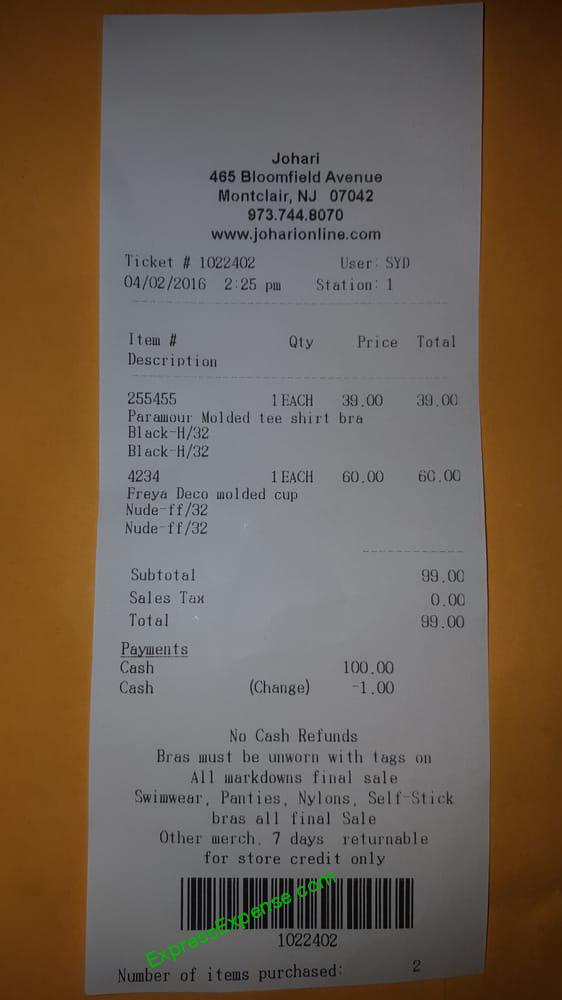 Johari
465 Bloomfield Avenue
Montclair, NJ 07042
973.744.8070
www.joharionline.com
Ticket # 1022402 User: SYD
04/02/2016 2:25 pm Station: 1
Item # Qty Price Total
Description
255455 1 EACH 39.00 39.00
Paramour Molded tee shirt bra
Black-H/32
Black-H/32
4234 1 EACH 60.00 60.00
Freya Deco molded cup
Nude-ff/32
Nude-ff/32
Subtotal 99.00
Sales Tax 0.00
Total 99.00
Payments
Cash 100.00
Cash (Change) -1.00
No Cash Refunds
Bras must be unworn with tags on
All markdowns final sale
Swimwear, Panties, Nylons, Self-Stick
bras all final Sale
Other merch. 7 days returnable
for store credit only
ExpressExpense.com
1022402
Number of items purchased: 2